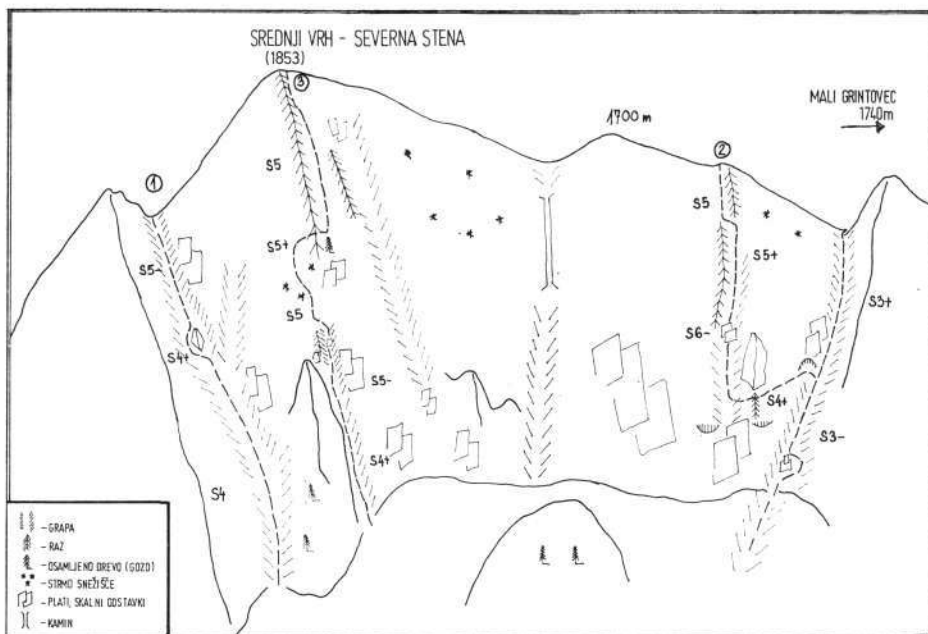 SREDNJI VRH - SEVERNA STENA
(1853)
③
MALI GRINTOVEC
1740m
1700 m
②
①
S5
S5
S5+
S5+
S5-
S3+
S5
S6-
S4+
S5-
S4+
S3-
S4+
S4
- GRAPA
- RAZ
- OSAMLJENO DREVO (GOZD)
- STRMO SNEŽIŠČE
- PLATI, SKALNI ODSTAVKI
- KAMIN